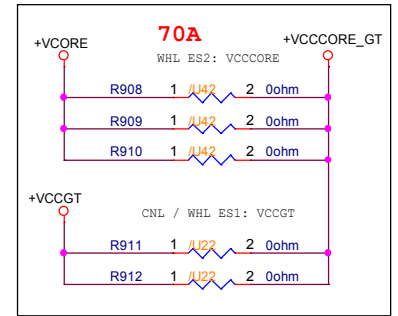 70A
+VCORE +VCCCORE_GT
WHL ES2: VCCCORE
R908 1 /U42 2 0ohm
R909 1 /U42 2 0ohm
R910 1 /U42 2 0ohm
+VCCGT
CNL / WHL ES1: VCCGT
R911 1 /U22 2 0ohm
R912 1 /U22 2 0ohm